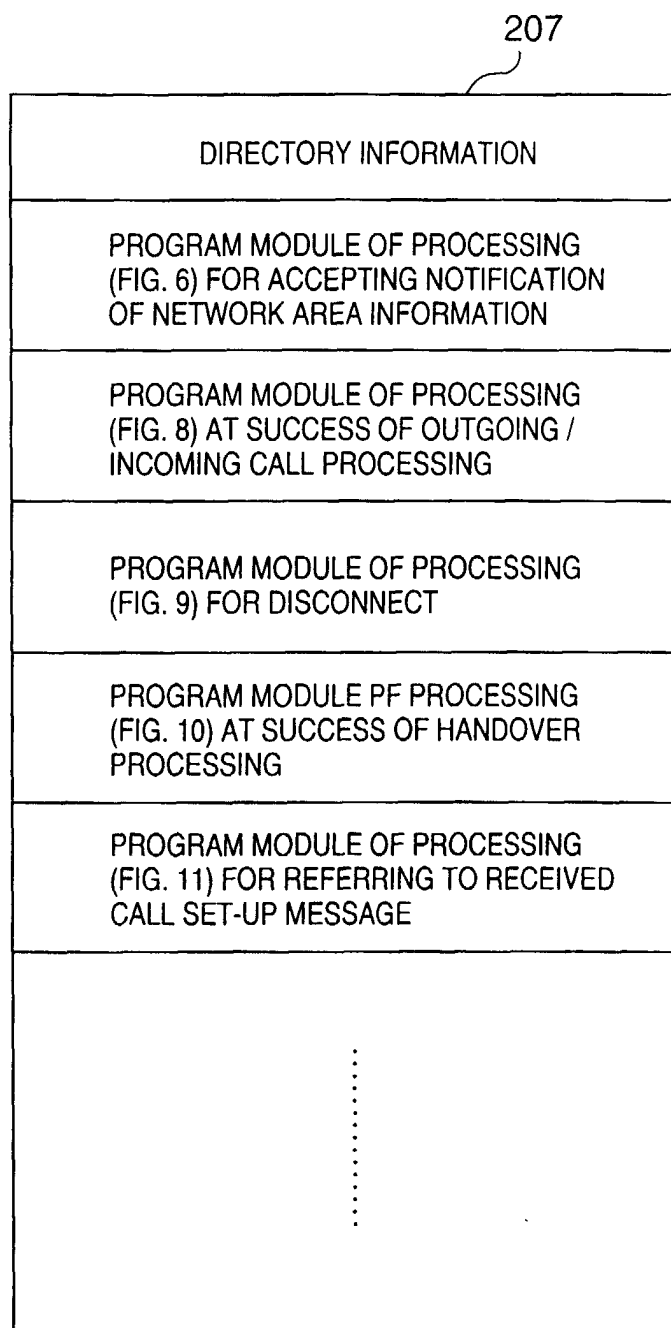 207
DIRECTORY INFORMATION
PROGRAM MODULE OF PROCESSING
(FIG. 6) FOR ACCEPTING NOTIFICATION
OF NETWORK AREA INFORMATION
PROGRAM MODULE OF PROCESSING
(FIG. 8) AT SUCCESS OF OUTGOING /
INCOMING CALL PROCESSING
PROGRAM MODULE OF PROCESSING
(FIG. 9) FOR DISCONNECT
PROGRAM MODULE PF PROCESSING
(FIG. 10) AT SUCCESS OF HANDOVER
PROCESSING
PROGRAM MODULE OF PROCESSING
(FIG. 11) FOR REFERRING TO RECEIVED
CALL SET-UP MESSAGE